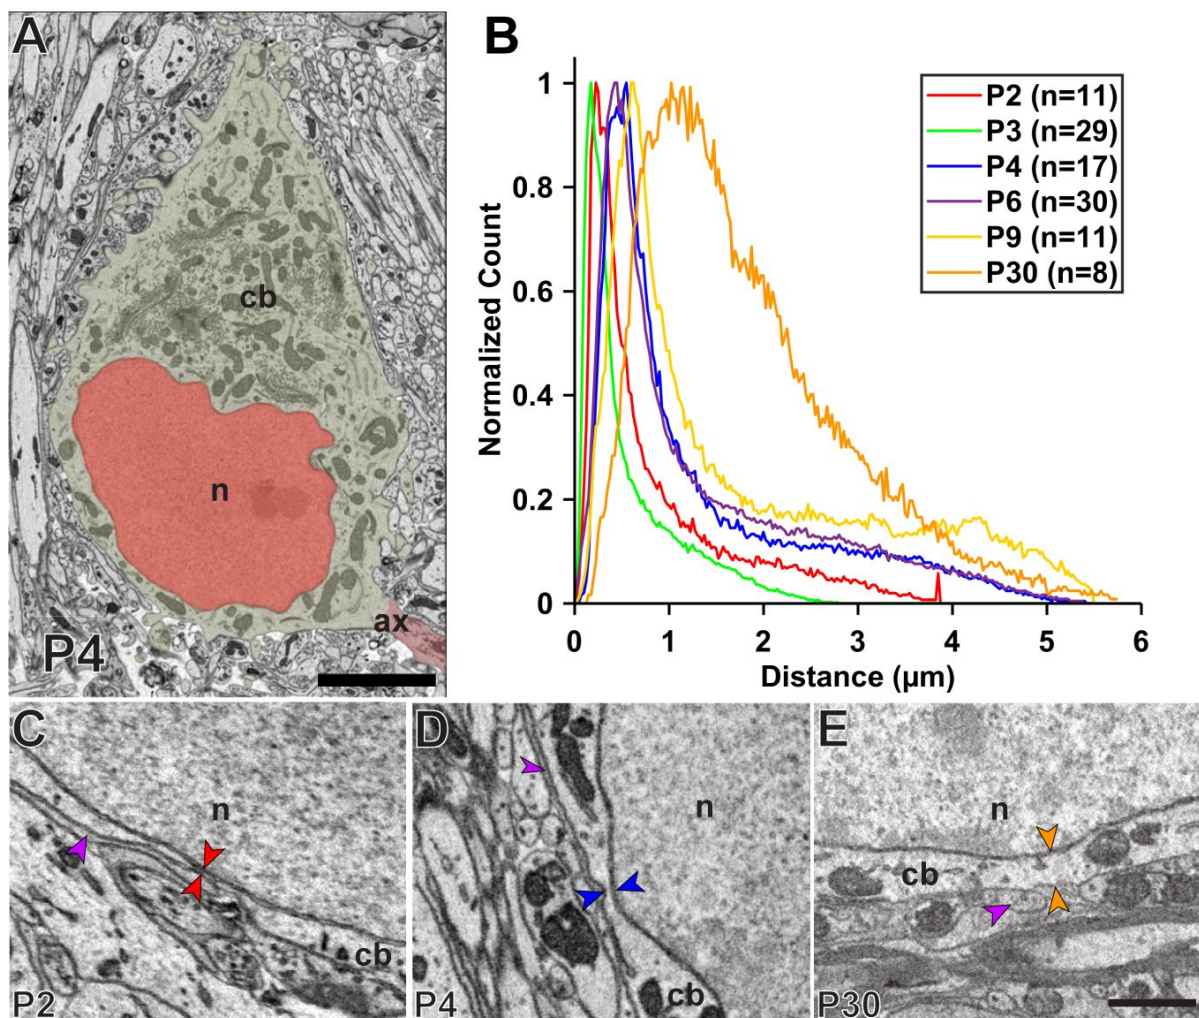 A
cb
n
ax
P4
B
Normalized Count
1
0.8
0.6
0.4
0.2
0
0 1 2 3 4 5 6
Distance (µm)
P2 (n=11)
P3 (n=29)
P4 (n=17)
P6 (n=30)
P9 (n=11)
P30 (n=8)
C
n
cb
P2
D
n
cb
P4
E
n
cb
P30